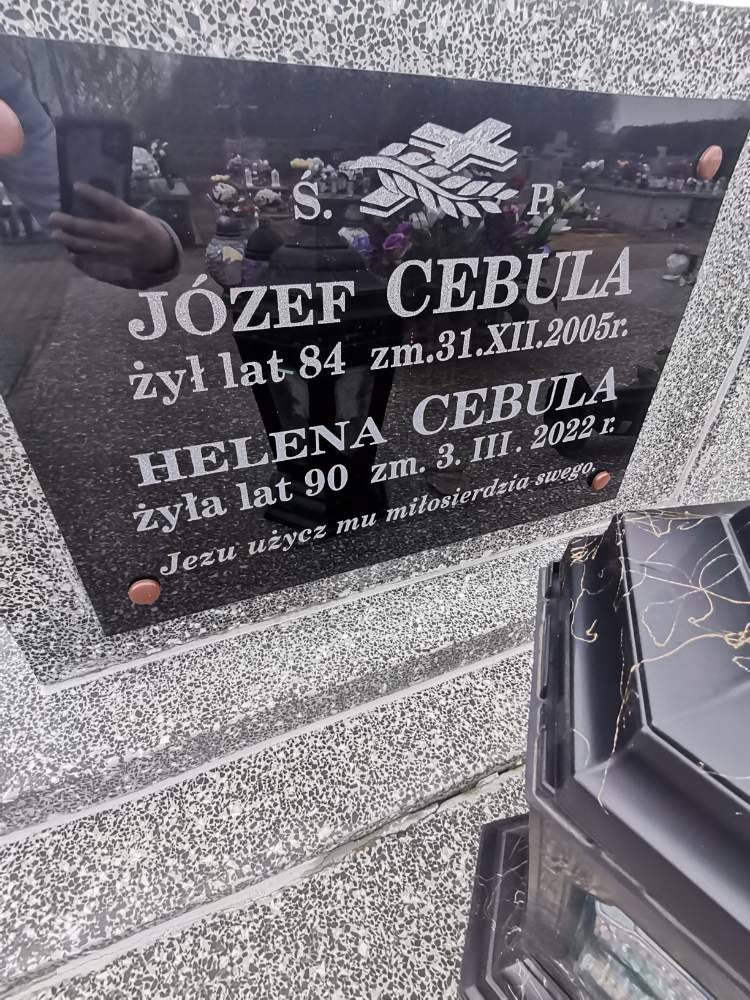 Ś. P.
JÓZEF CEBULA
żył lat 84 zm.31.XII.2005r.
HELENA CEBULA
żyła lat 90 zm. 3. III. 2022 r.
Jezu użycz mu miłosierdzia swego.